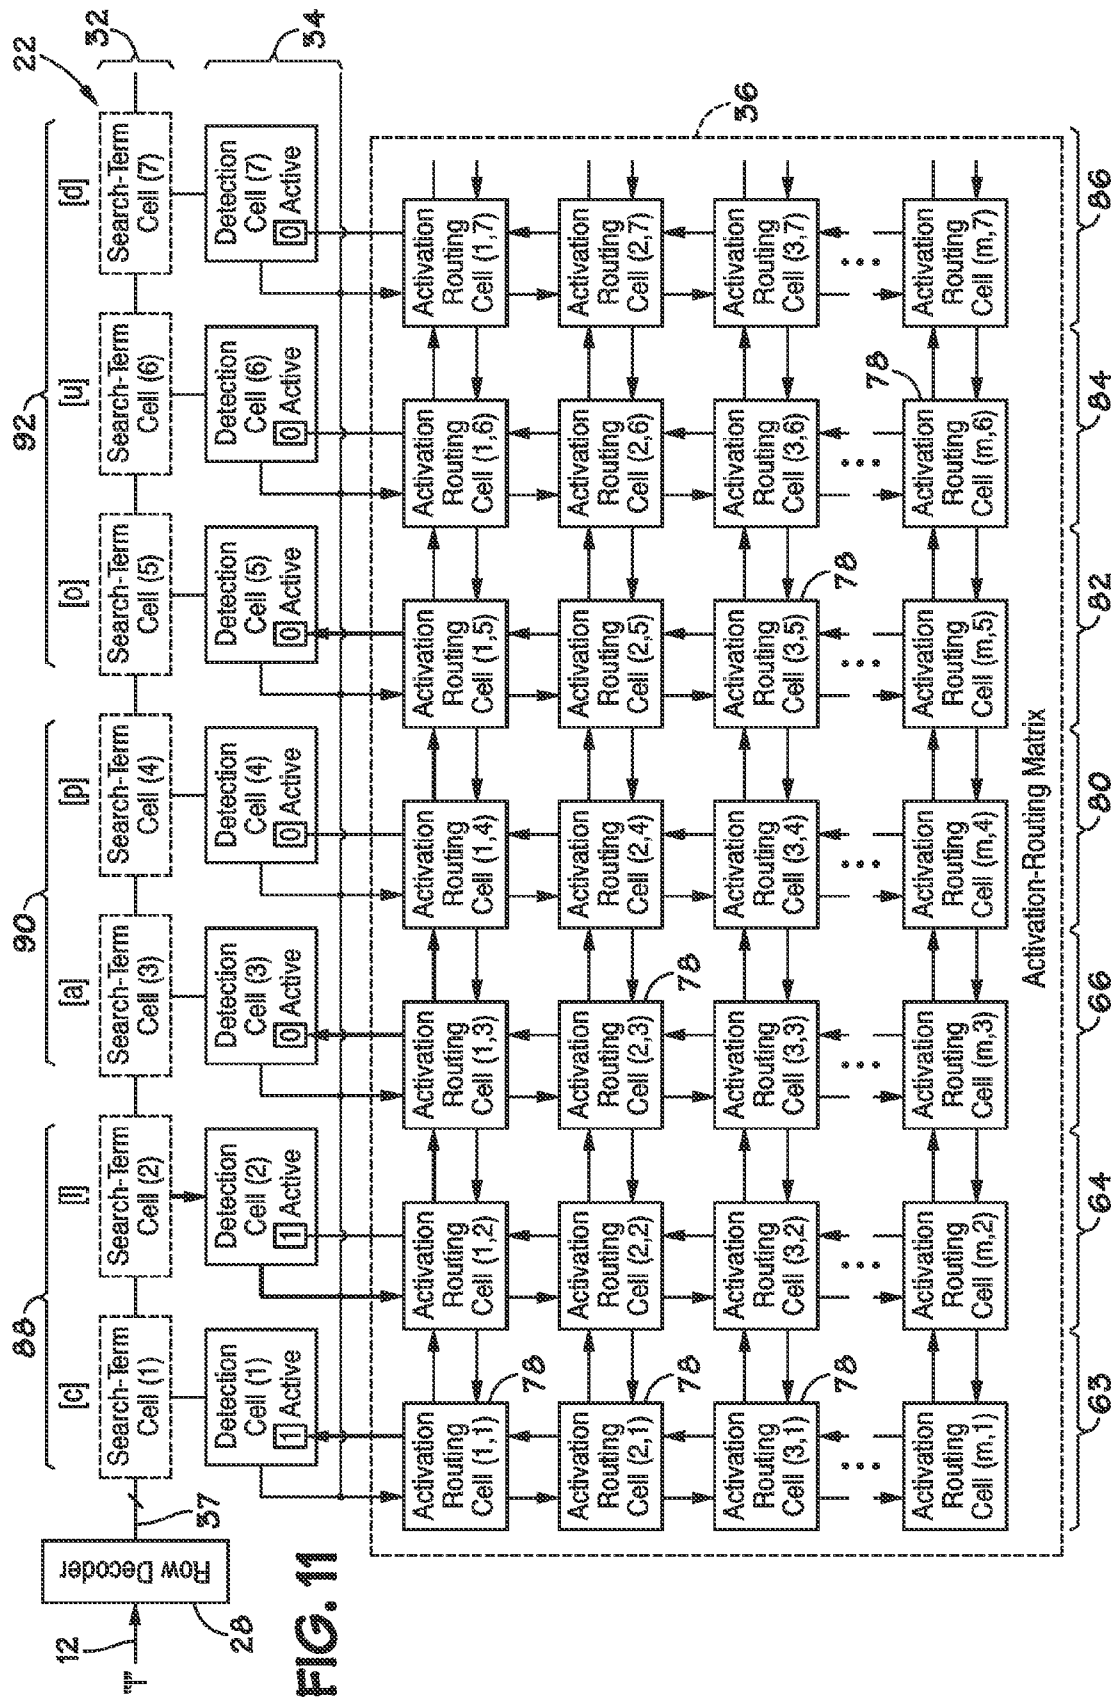 88
90
92
[c]
[l]
[a]
[p]
[o]
[u]
[d]
22
"l"
12
Row Decoder
28
37
Search-Term
Cell (1)
Search-Term
Cell (2)
Search-Term
Cell (3)
Search-Term
Cell (4)
Search-Term
Cell (5)
Search-Term
Cell (6)
Search-Term
Cell (7)
32
Detection
Cell (1)
1 Active
Detection
Cell (2)
1 Active
Detection
Cell (3)
0 Active
Detection
Cell (4)
0 Active
Detection
Cell (5)
0 Active
Detection
Cell (6)
0 Active
Detection
Cell (7)
0 Active
34
FIG. 11
Activation
Routing
Cell (1,1)
78
Activation
Routing
Cell (1,2)
Activation
Routing
Cell (1,3)
Activation
Routing
Cell (1,4)
Activation
Routing
Cell (1,5)
Activation
Routing
Cell (1,6)
Activation
Routing
Cell (1,7)
Activation
Routing
Cell (2,1)
78
Activation
Routing
Cell (2,2)
Activation
Routing
Cell (2,3)
78
Activation
Routing
Cell (2,4)
Activation
Routing
Cell (2,5)
Activation
Routing
Cell (2,6)
Activation
Routing
Cell (2,7)
36
Activation
Routing
Cell (3,1)
78
Activation
Routing
Cell (3,2)
Activation
Routing
Cell (3,3)
Activation
Routing
Cell (3,4)
Activation
Routing
Cell (3,5)
78
Activation
Routing
Cell (3,6)
Activation
Routing
Cell (3,7)
Activation
Routing
Cell (m,1)
Activation
Routing
Cell (m,2)
Activation
Routing
Cell (m,3)
Activation
Routing
Cell (m,4)
Activation
Routing
Cell (m,5)
78
Activation
Routing
Cell (m,6)
Activation
Routing
Cell (m,7)
Activation-Routing Matrix
63
64
66
80
82
84
86